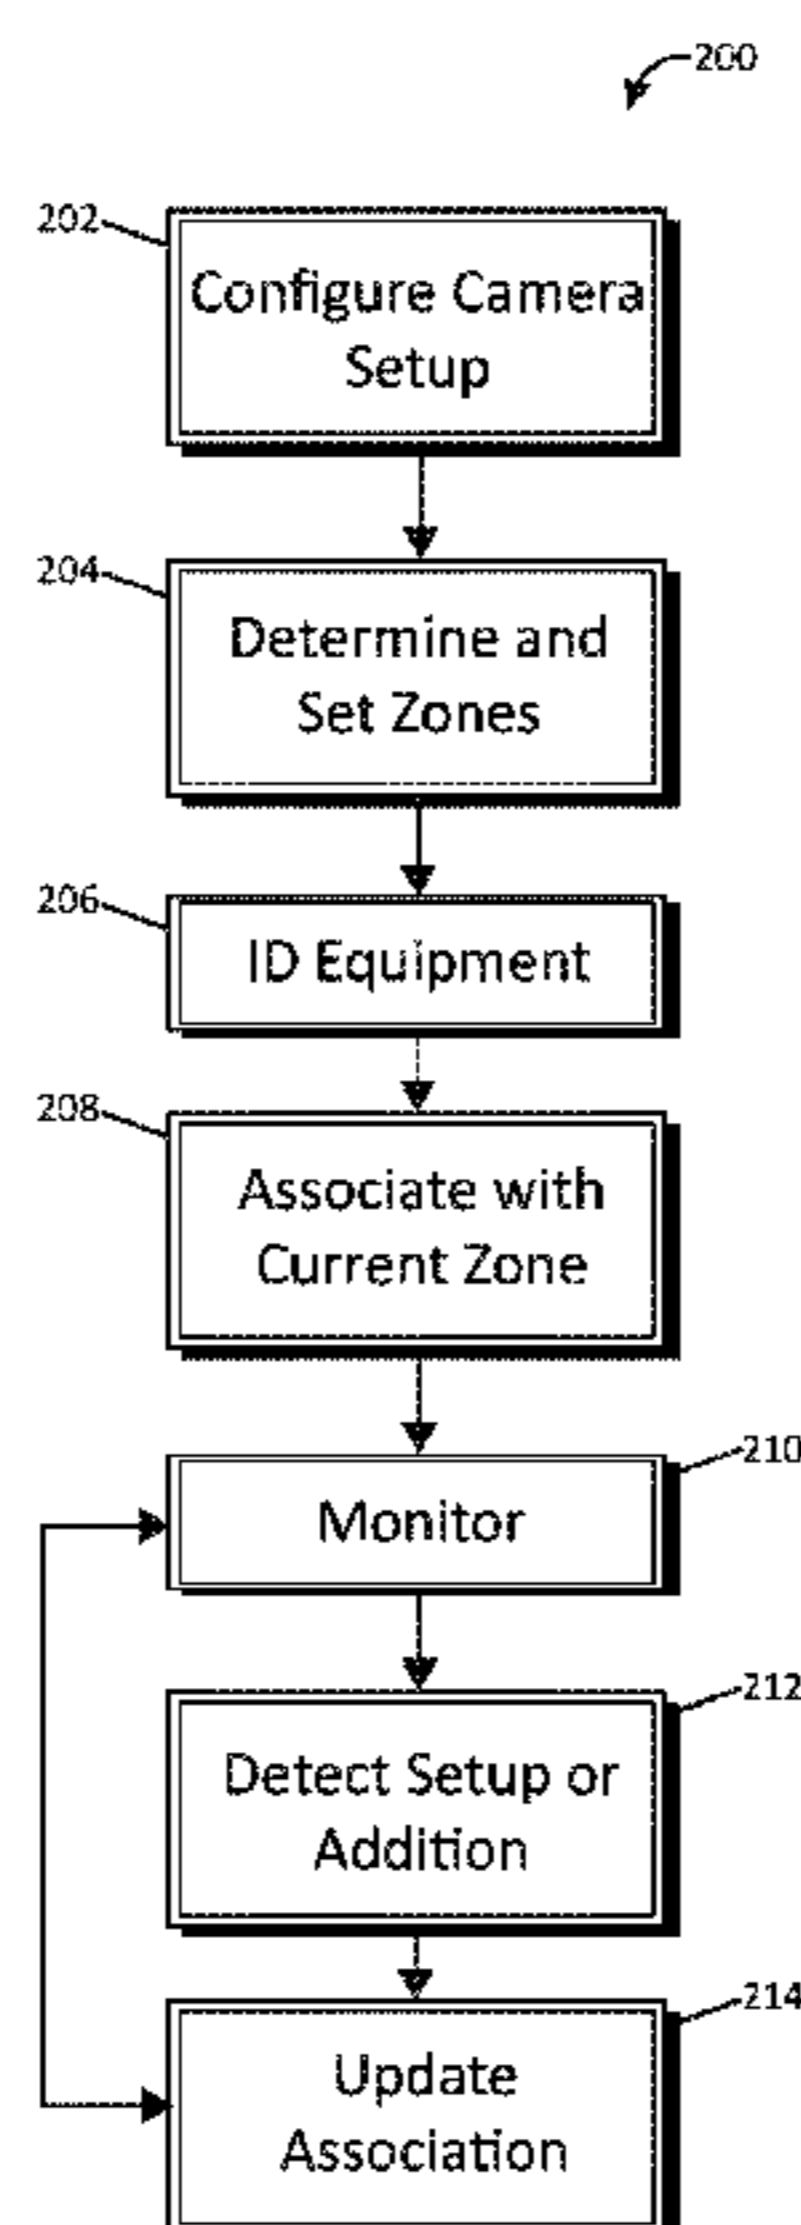 200
202
Configure Camera
Setup
204
Determine and
Set Zones
206
ID Equipment
208
Associate with
Current Zone
210
Monitor
212
Detect Setup or
Addition
214
Update
Association